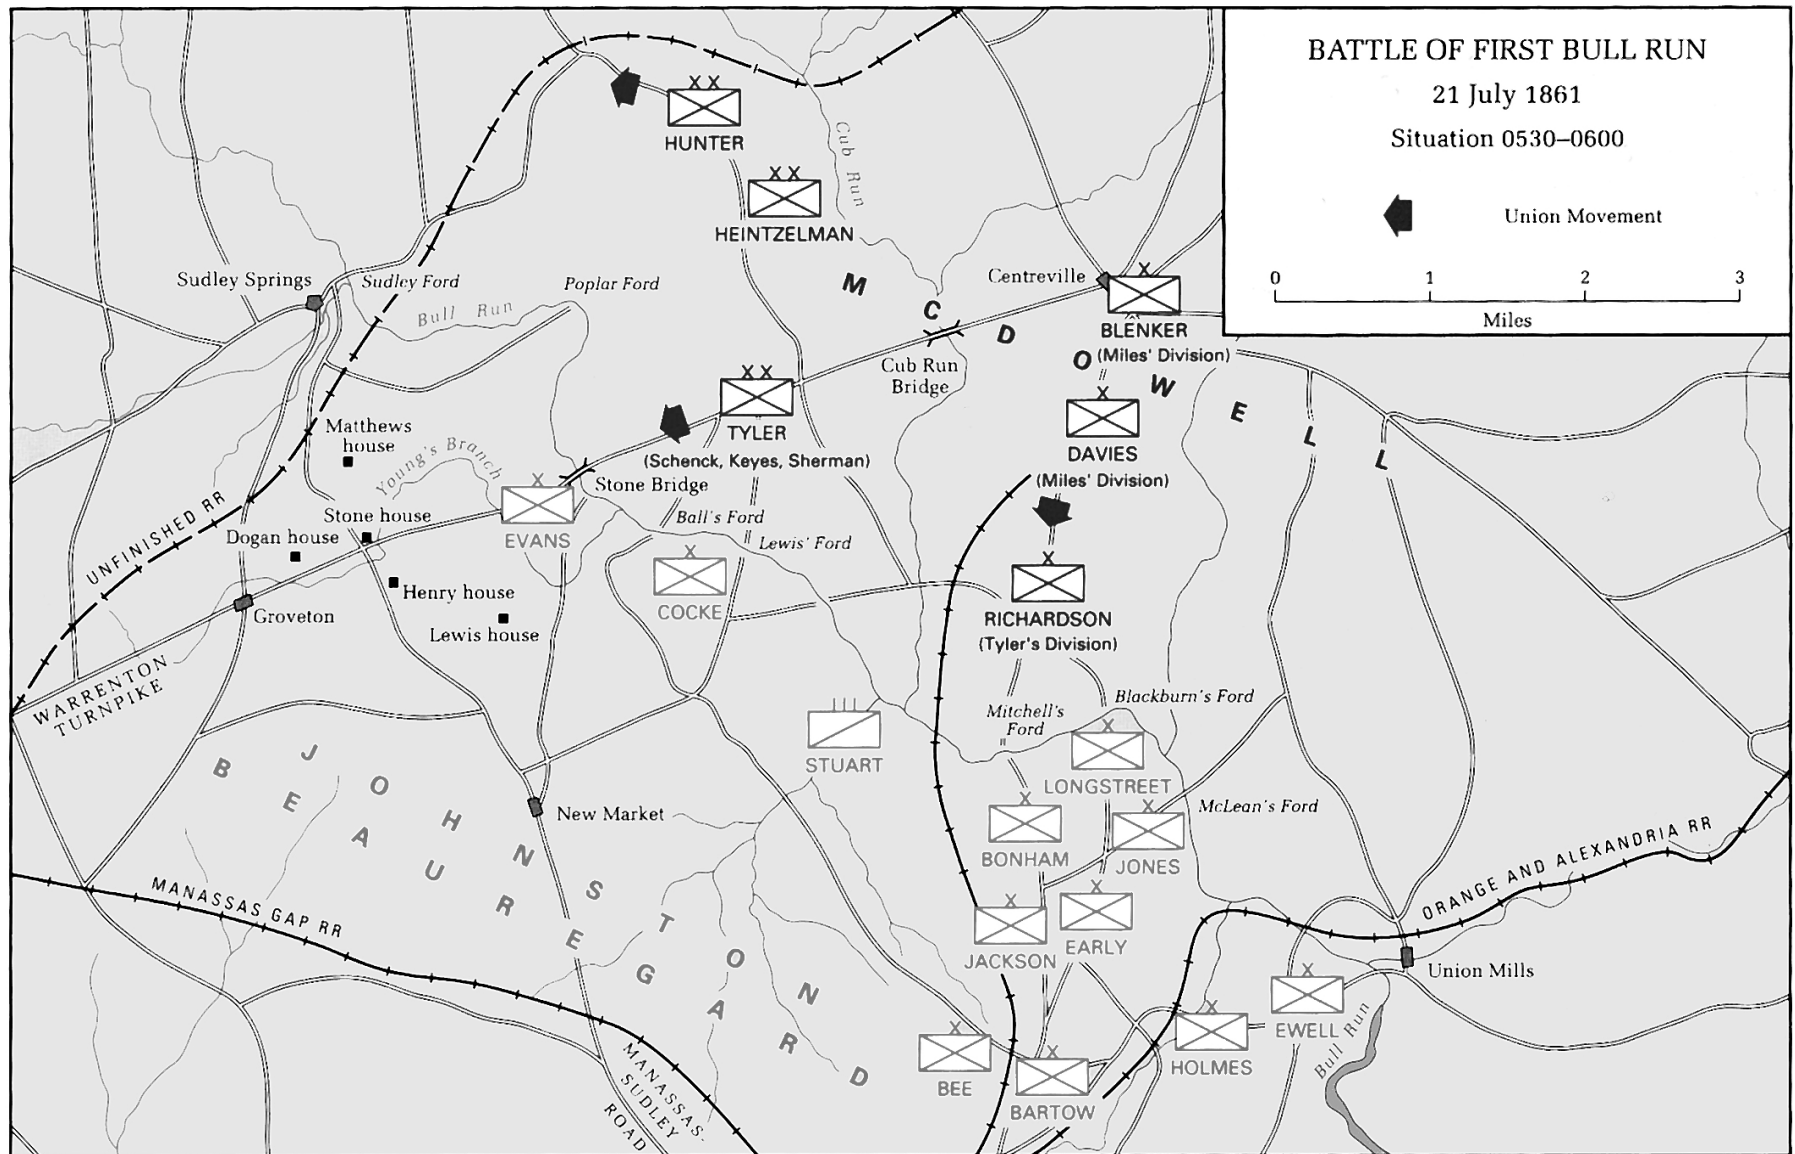 BATTLE OF FIRST BULL RUN
21 July 1861
Situation 0530–0600
Union Movement
0 1 2 3
Miles
X X
HUNTER
Cub Run
X X
HEINTZELMAN
Sudley Springs
Sudley Ford
Poplar Ford
Bull Run
MCDOWELL
Centreville
X
BLENKER
(Miles' Division)
Cub Run
Bridge
X X
TYLER
(Schenck, Keyes, Sherman)
X
DAVIES
(Miles' Division)
Matthews
house
Young's Branch
X
EVANS
Stone Bridge
UNFINISHED RR
Stone house
Dogan house
Ball's Ford
Lewis' Ford
X
COCKE
Henry house
Groveton
Lewis house
X
RICHARDSON
(Tyler's Division)
WARRENTON
TURNPIKE
Mitchell's
Ford
Blackburn's Ford
STUART
X
LONGSTREET
JOHNSTON
BEAUREGARD
New Market
McLean's Ford
X
BONHAM
X
JONES
MANASSAS GAP RR
ORANGE AND ALEXANDRIA RR
X
JACKSON
X
EARLY
Union Mills
X
EWELL
Bull Run
X
HOLMES
X
BEE
X
BARTOW
MANASSAS-
SUDLEY
ROAD